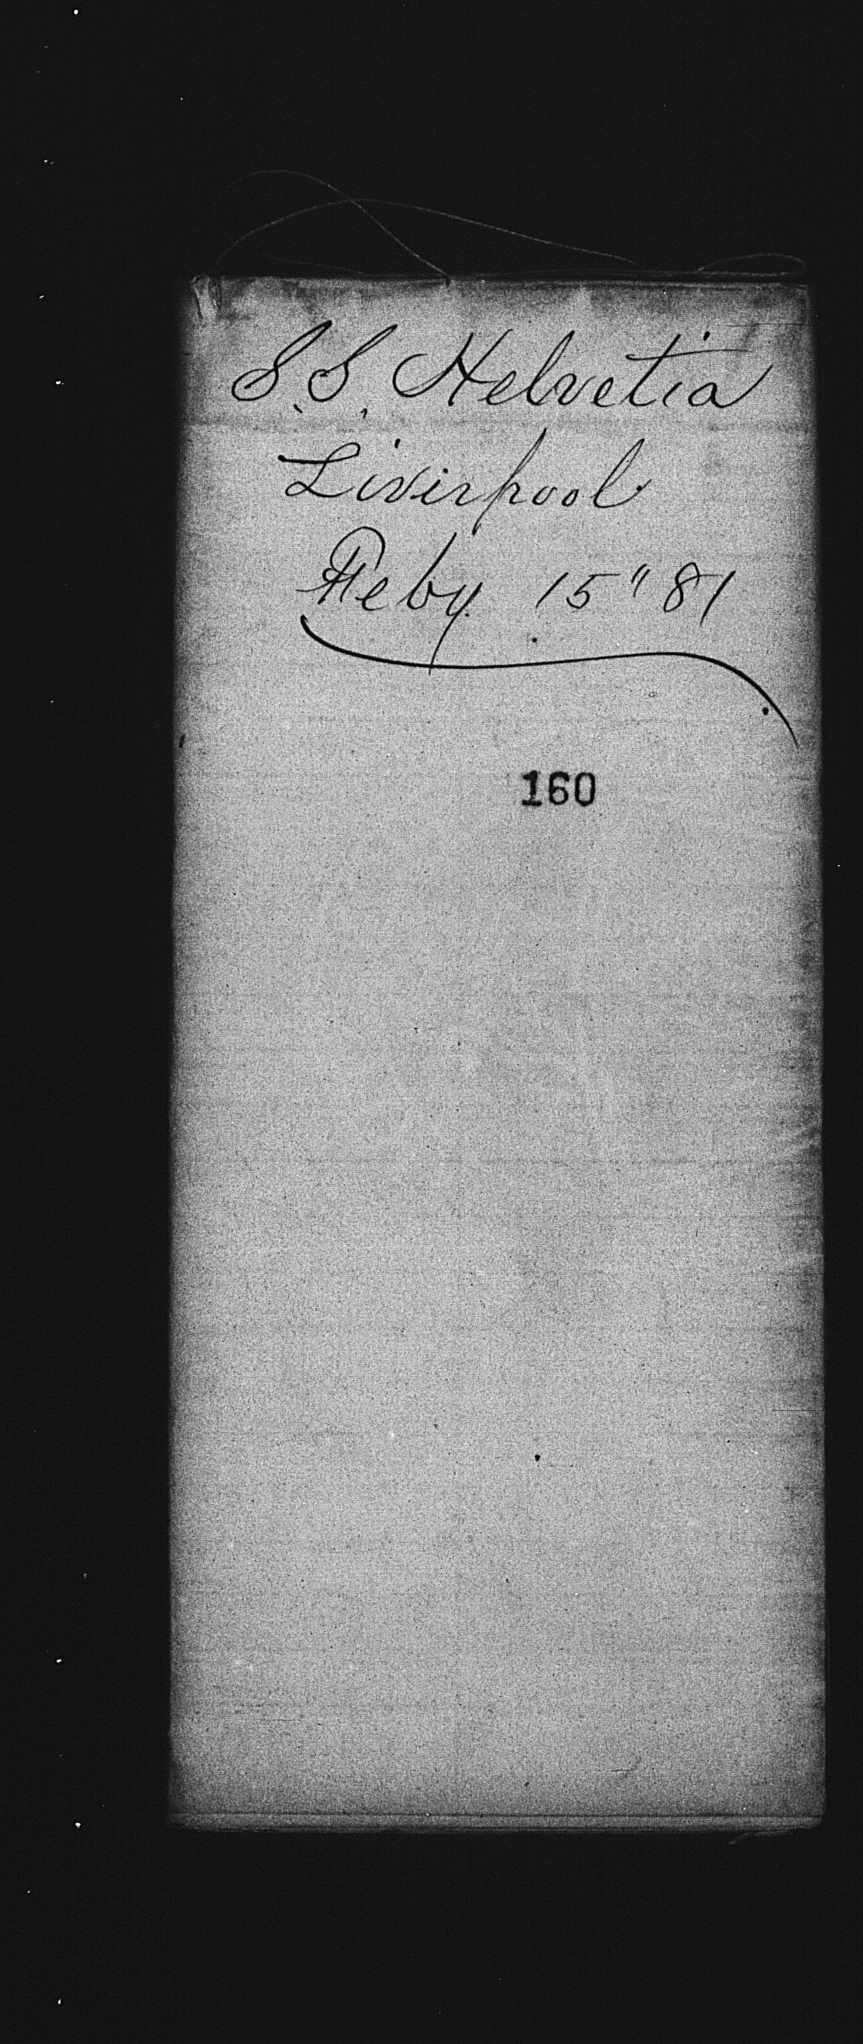 S.S. Helvetia
Liverpool
Feby. 15" 81
160